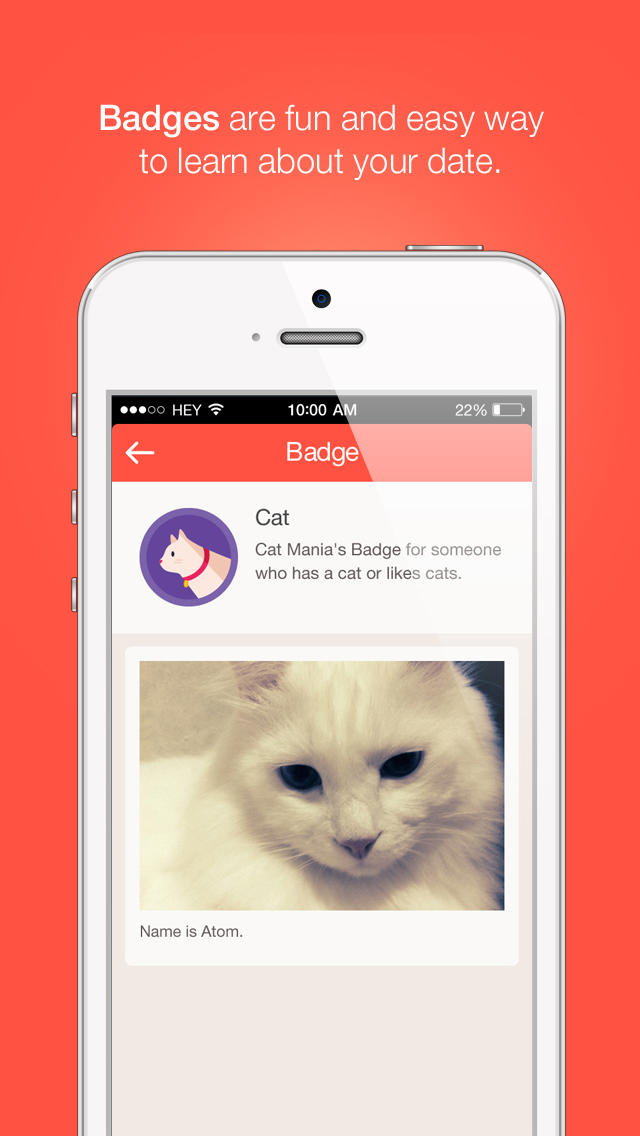 Badges are fun and easy way
to learn about your date.
HEY 10:00 AM 22%
Badge
Cat
Cat Mania's Badge for someone
who has a cat or likes cats.
Name is Atom.